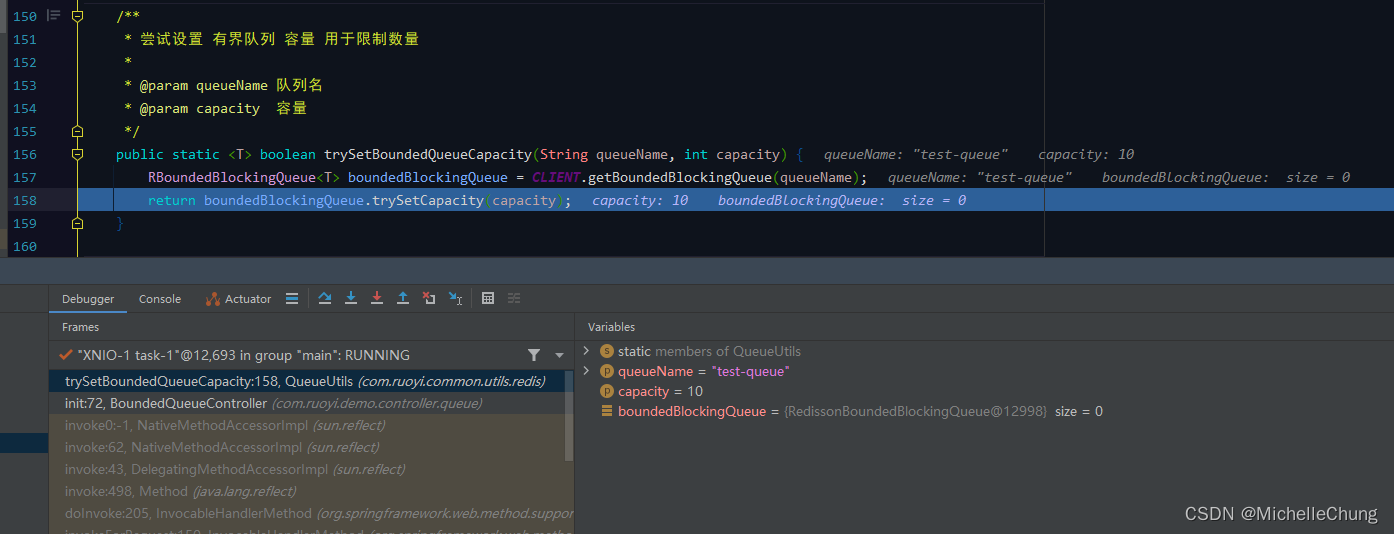 150 /**
151 * 尝试设置 有界队列 容量 用于限制数量
152 *
153 * @param queueName 队列名
154 * @param capacity 容量
155 */
156 public static <T> boolean trySetBoundedQueueCapacity(String queueName, int capacity) { queueName: "test-queue" capacity: 10
157 RBoundedBlockingQueue<T> boundedBlockingQueue = CLIENT.getBoundedBlockingQueue(queueName); queueName: "test-queue" boundedBlockingQueue: size = 0
158 return boundedBlockingQueue.trySetCapacity(capacity); capacity: 10 boundedBlockingQueue: size = 0
159 }
160
Debugger Console Actuator
Frames
"XNIO-1 task-1"@12,693 in group "main": RUNNING
trySetBoundedQueueCapacity:158, QueueUtils (com.ruoyi.common.utils.redis)
init:72, BoundedQueueController (com.ruoyi.demo.controller.queue)
invoke0:-1, NativeMethodAccessorImpl (sun.reflect)
invoke:62, NativeMethodAccessorImpl (sun.reflect)
invoke:43, DelegatingMethodAccessorImpl (sun.reflect)
invoke:498, Method (java.lang.reflect)
doInvoke:205, InvocableHandlerMethod (org.springframework.web.method.suppor
Variables
static members of QueueUtils
queueName = "test-queue"
capacity = 10
boundedBlockingQueue = {RedissonBoundedBlockingQueue@12998} size = 0
CSDN @MichelleChung